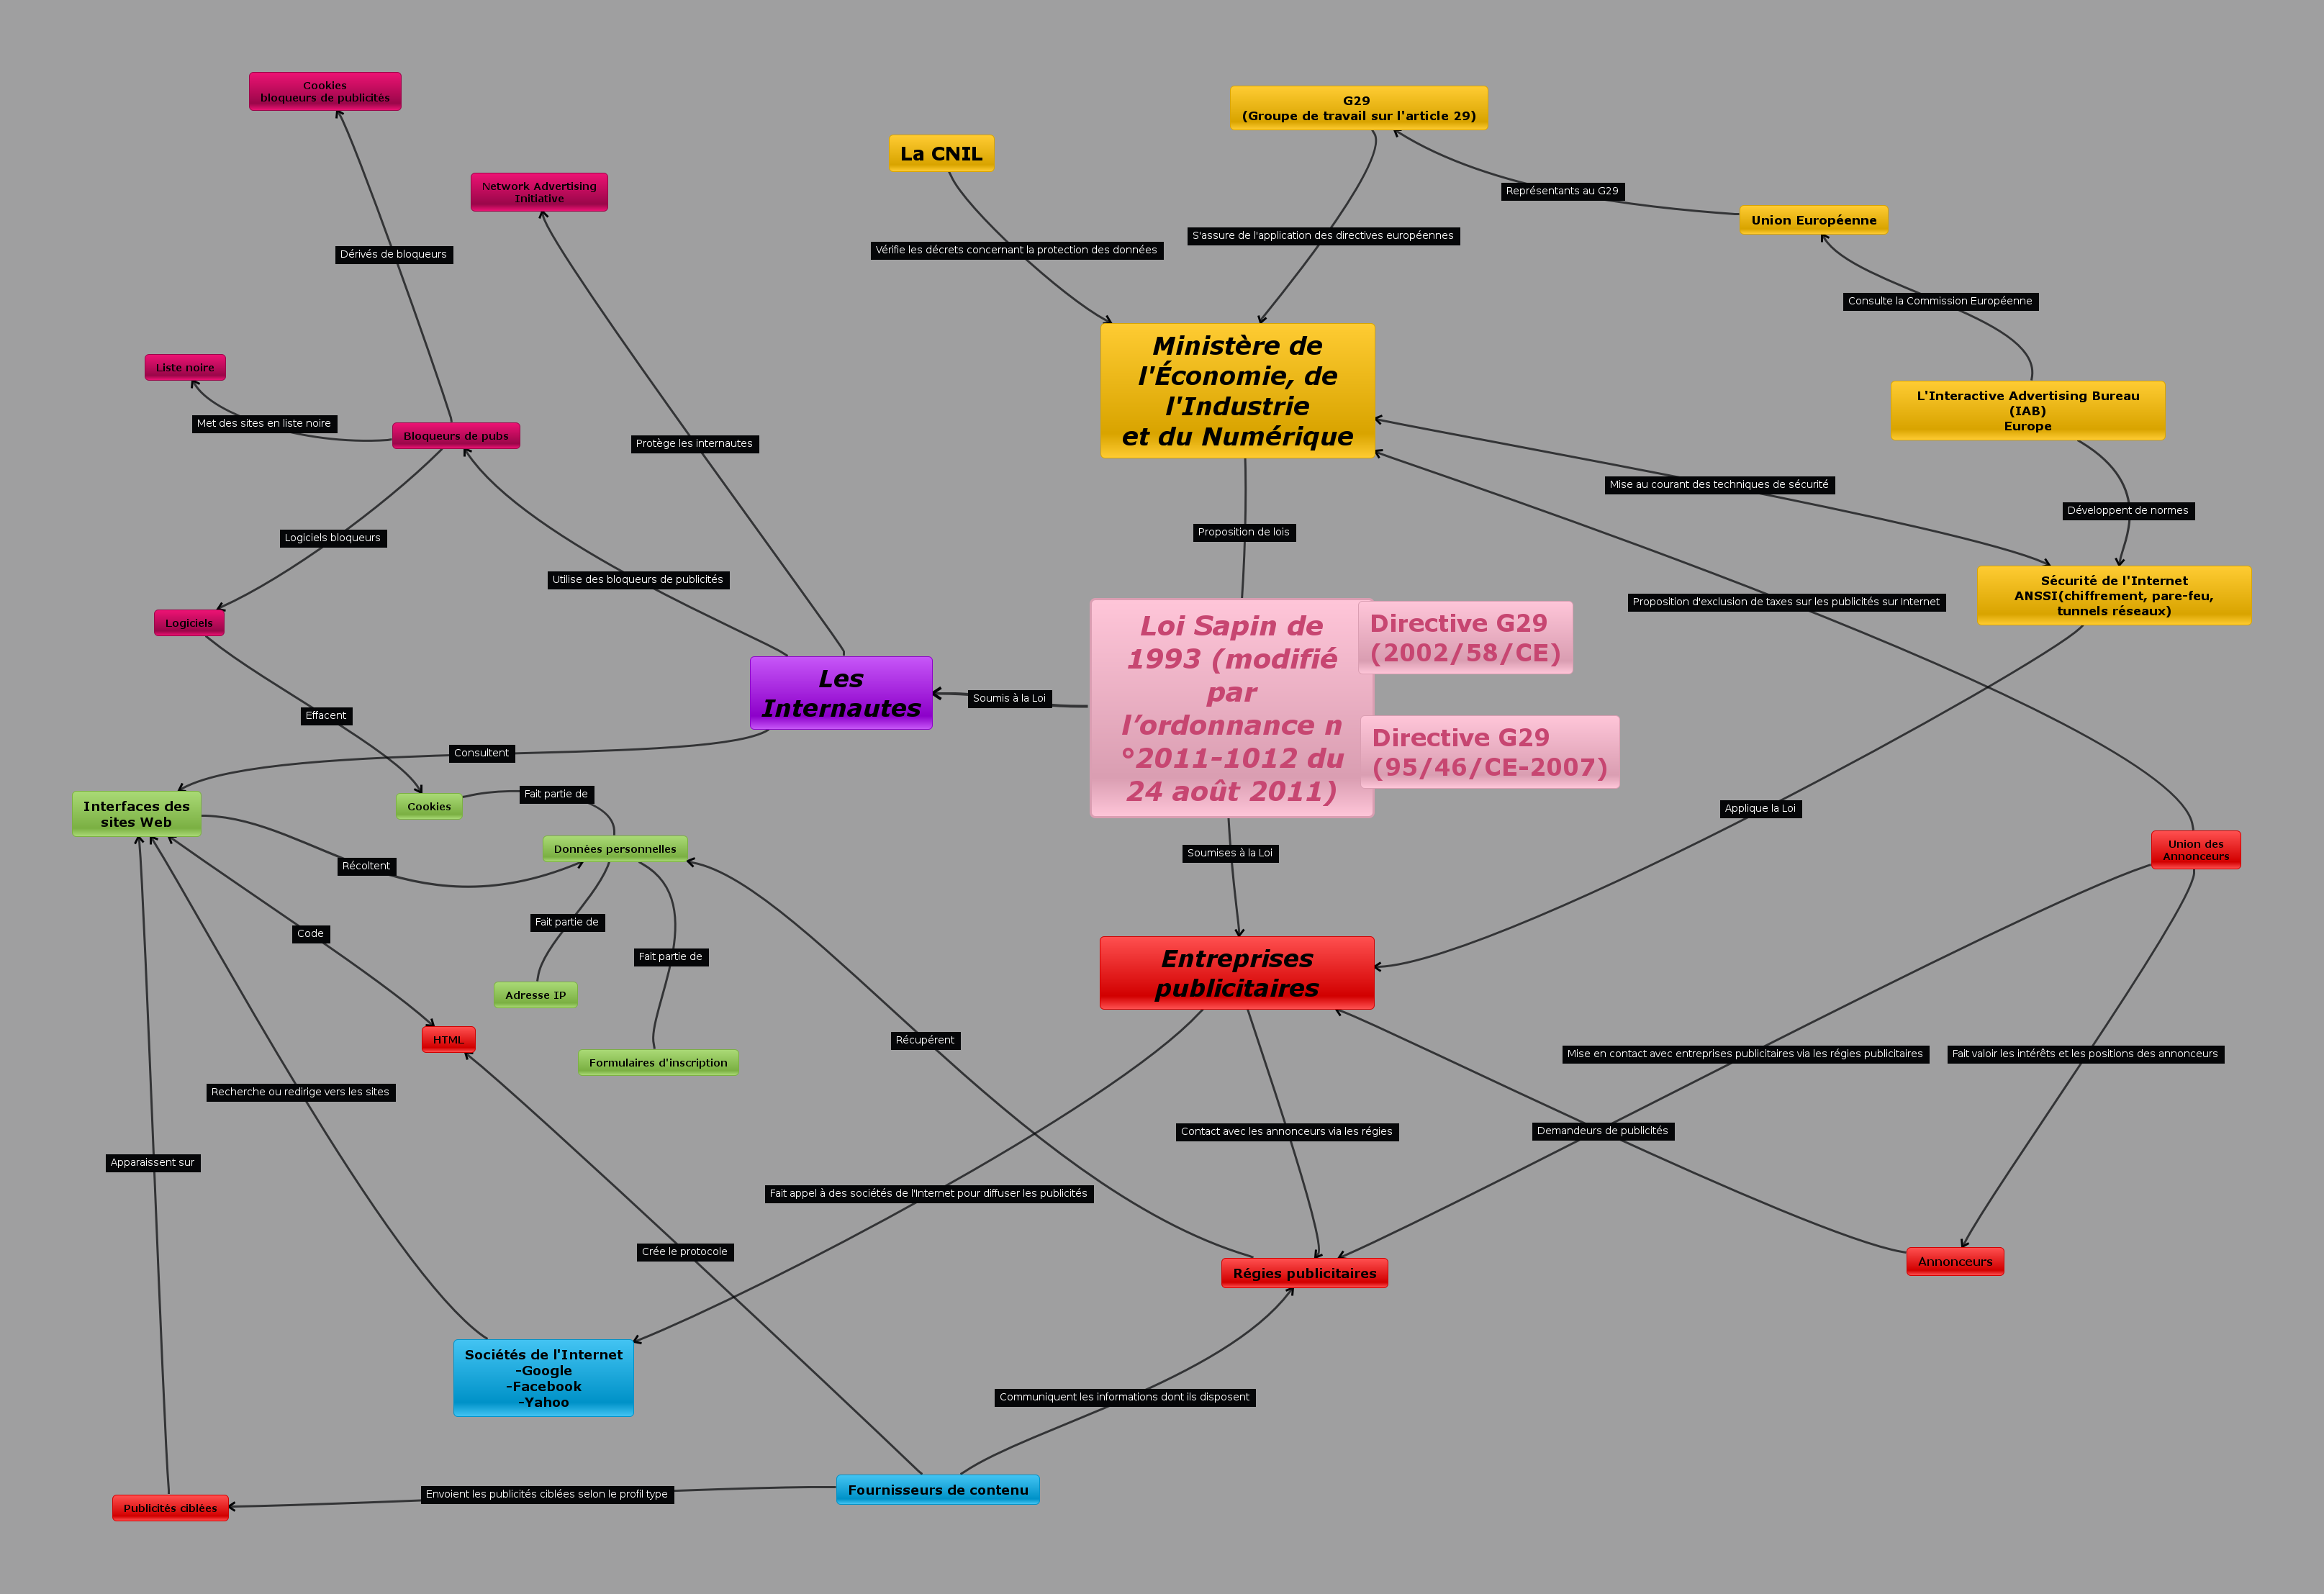 Cookies
bloqueurs de publicités
G29
(Groupe de travail sur l'article 29)
La CNIL
Network Advertising
Initiative
Représentants au G29
Union Européenne
S'assure de l'application des directives européennes
Vérifie les décrets concernant la protection des données
Dérivés de bloqueurs
Consulte la Commission Européenne
Ministère de
l'Économie, de
l'Industrie
et du Numérique
Liste noire
Met des sites en liste noire
Bloqueurs de pubs
Protège les internautes
L'Interactive Advertising Bureau
(IAB)
Europe
Mise au courant des techniques de sécurité
Développent de normes
Proposition de lois
Logiciels bloqueurs
Utilise des bloqueurs de publicités
Sécurité de l'Internet
ANSSI(chiffrement, pare-feu,
tunnels réseaux)
Proposition d'exclusion de taxes sur les publicités sur Internet
Logiciels
Loi Sapin de
1993 (modifié
par
l’ordonnance n
°2011-1012 du
24 août 2011)
Directive G29
(2002/58/CE)
Directive G29
(95/46/CE-2007)
Les
Internautes
Soumis à la Loi
Effacent
Consultent
Interfaces des
sites Web
Cookies
Fait partie de
Données personnelles
Récoltent
Applique la Loi
Soumises à la Loi
Union des
Annonceurs
Fait partie de
Code
Fait partie de
Entreprises
publicitaires
Adresse IP
HTML
Formulaires d'inscription
Récupérent
Mise en contact avec entreprises publicitaires via les régies publicitaires
Fait valoir les intérêts et les positions des annonceurs
Recherche ou redirige vers les sites
Contact avec les annonceurs via les régies
Demandeurs de publicités
Apparaissent sur
Fait appel à des sociétés de l'Internet pour diffuser les publicités
Crée le protocole
Régies publicitaires
Annonceurs
Sociétés de l'Internet
-Google
-Facebook
-Yahoo
Communiquent les informations dont ils disposent
Fournisseurs de contenu
Envoient les publicités ciblées selon le profil type
Publicités ciblées